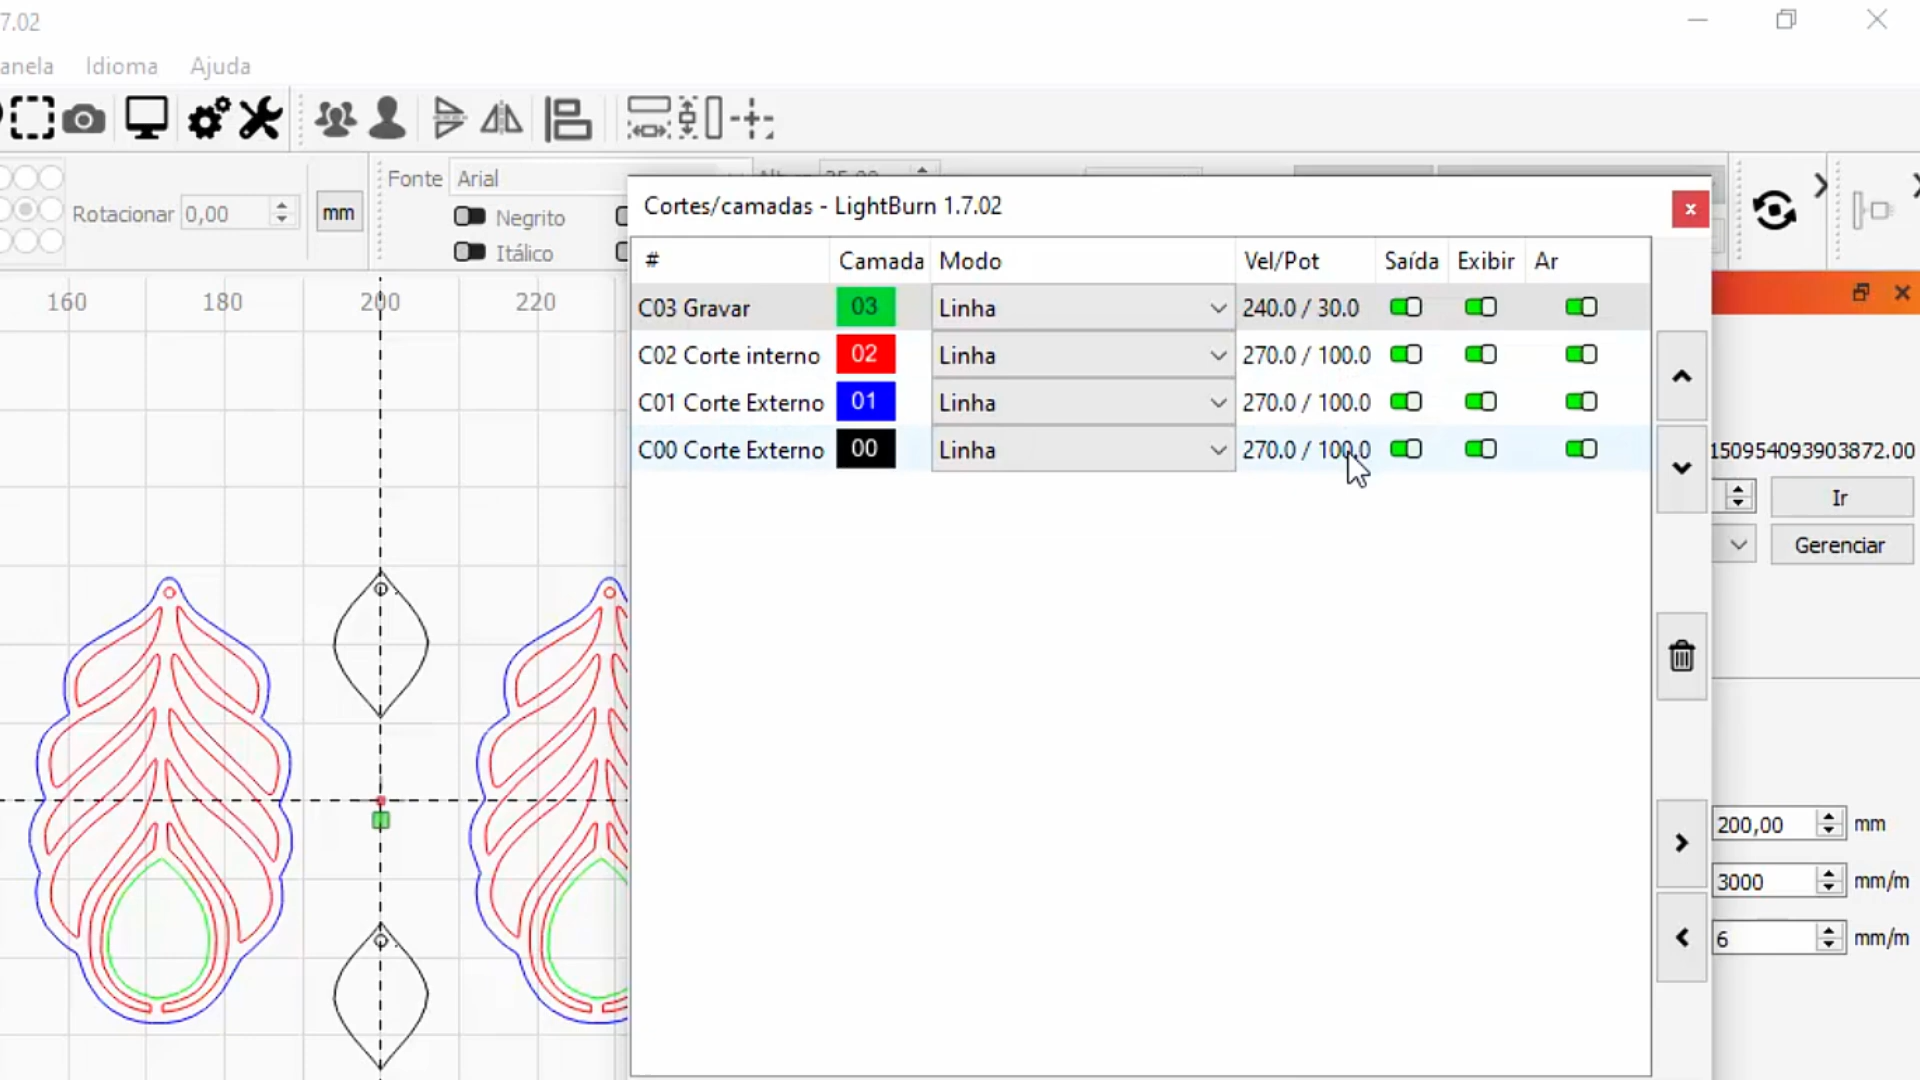 7.02
anela Idioma Ajuda
Fonte Arial
Rotacionar 0,00 mm
Negrito
Itálico
160 180 200 220
Cortes/camadas - LightBurn 1.7.02
# Camada Modo Vel/Pot Saída Exibir Ar
C03 Gravar 03 Linha 240.0 / 30.0
C02 Corte interno 02 Linha 270.0 / 100.0
C01 Corte Externo 01 Linha 270.0 / 100.0
C00 Corte Externo 00 Linha 270.0 / 100.0
150954093903872.00
Ir
Gerenciar
200,00 mm
3000 mm/m
6 mm/m